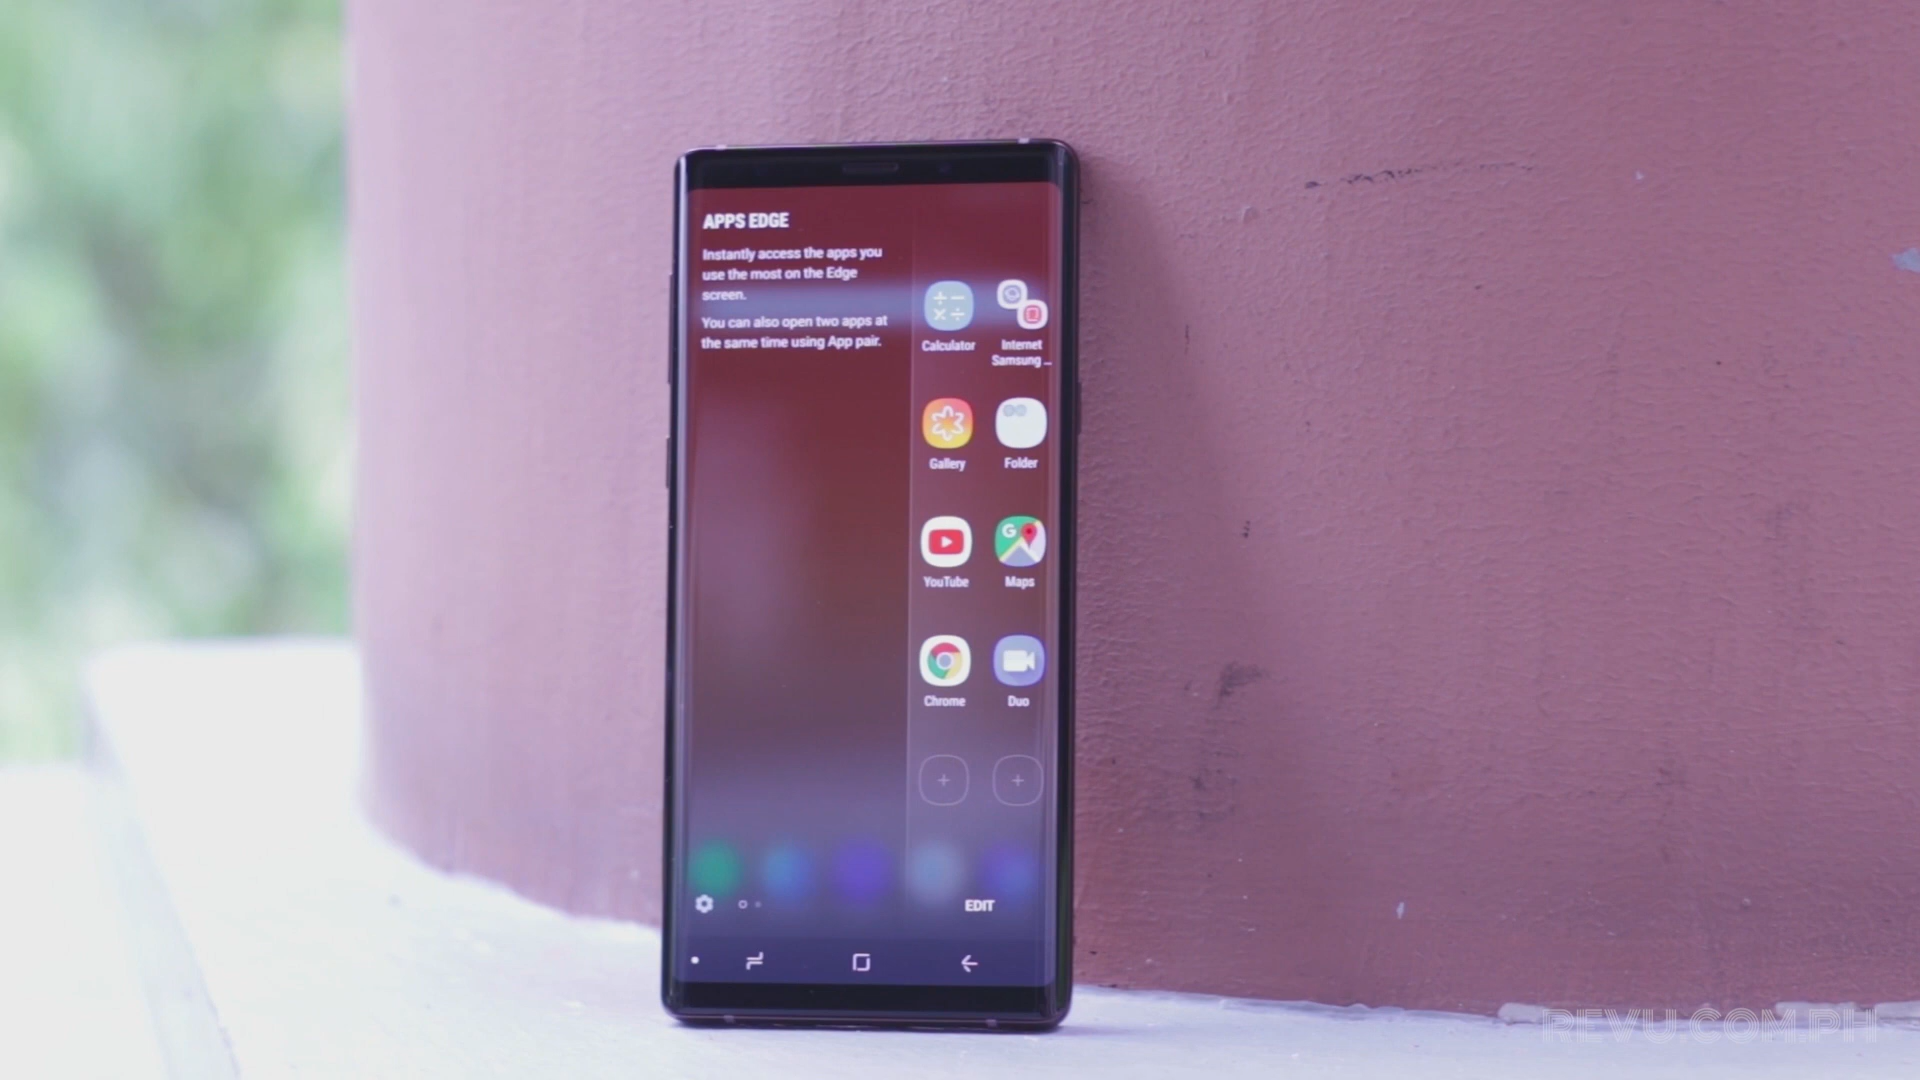 APPS EDGE
Instantly access the apps you
use the most on the Edge
screen.
You can also open two apps at
the same time using App pair.
Calculator
Internet
Samsung ...
Gallery
Folder
YouTube
Maps
Chrome
Duo
EDIT
REVU.COM.PH